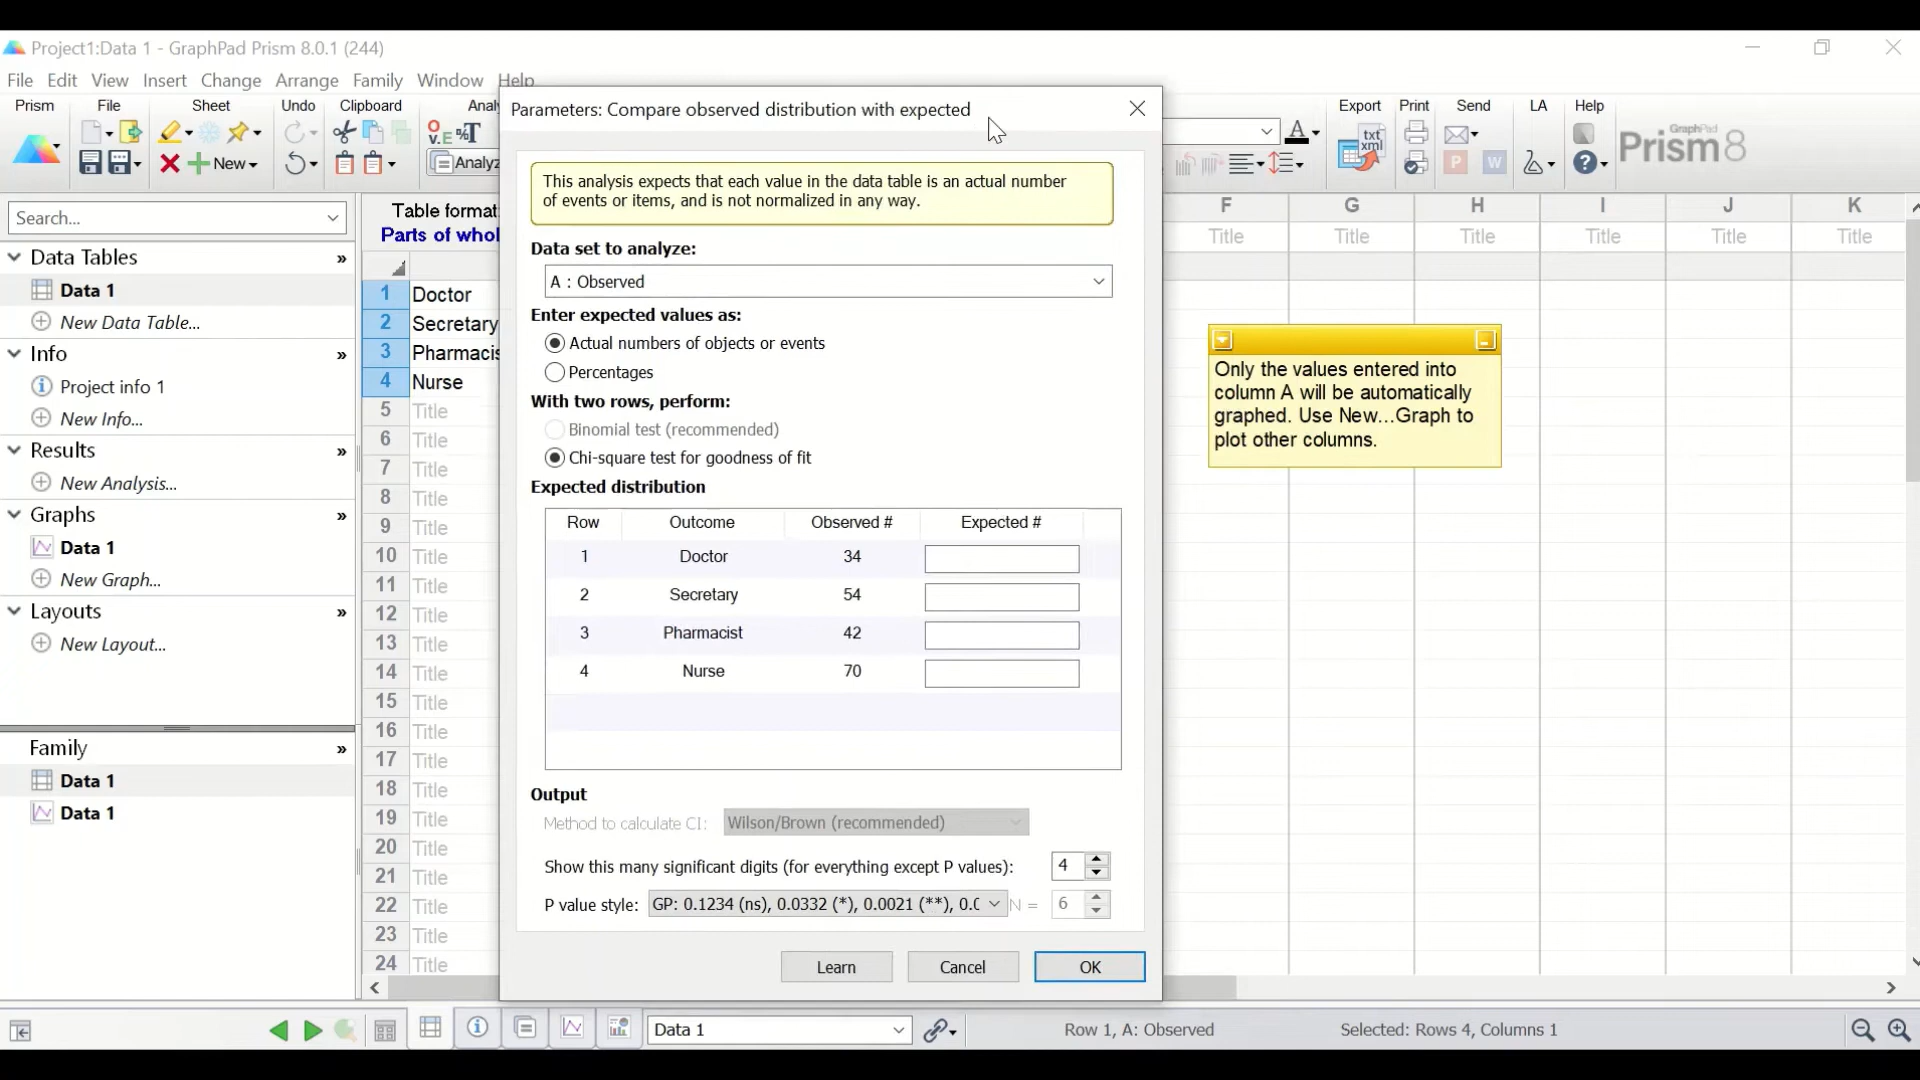 Project1:Data 1 - GraphPad Prism 8.0.1 (244)
File Edit View Insert Change Arrange Family Window Help
Prism File Sheet Undo Clipboard Export Print Send LA Help
New
txt
xml
P W
GraphPad
Prism 8
Search...
Data Tables »
Data 1
New Data Table...
Info »
Project info 1
New Info...
Results »
New Analysis...
Graphs »
Data 1
New Graph...
Layouts »
New Layout...
Family »
Data 1
Data 1
F G H I J K
Title Title Title Title Title Title
1 Doctor
2 Secretary
3
4 Nurse
5 Title
6 Title
7 Title
8 Title
9 Title
10 Title
11 Title
12 Title
13 Title
14 Title
15 Title
16 Title
17 Title
18 Title
19 Title
20 Title
21 Title
22 Title
23 Title
24 Title
Table format:
Parts of whol
Parameters: Compare observed distribution with expected
This analysis expects that each value in the data table is an actual number
of events or items, and is not normalized in any way.
Data set to analyze:
A : Observed
Enter expected values as:
Actual numbers of objects or events
Percentages
With two rows, perform:
Binomial test (recommended)
Chi-square test for goodness of fit
Expected distribution
Row Outcome Observed # Expected #
1 Doctor 34
2 Secretary 54
3 Pharmacist 42
4 Nurse 70
Output
Method to calculate CI: Wilson/Brown (recommended)
Show this many significant digits (for everything except P values): 4
P value style: GP: 0.1234 (ns), 0.0332 (*), 0.0021 (**), 0.0 N = 6
Learn Cancel OK
Only the values entered into
column A will be automatically
graphed. Use New...Graph to
plot other columns.
Data 1 Row 1, A: Observed Selected: Rows 4, Columns 1